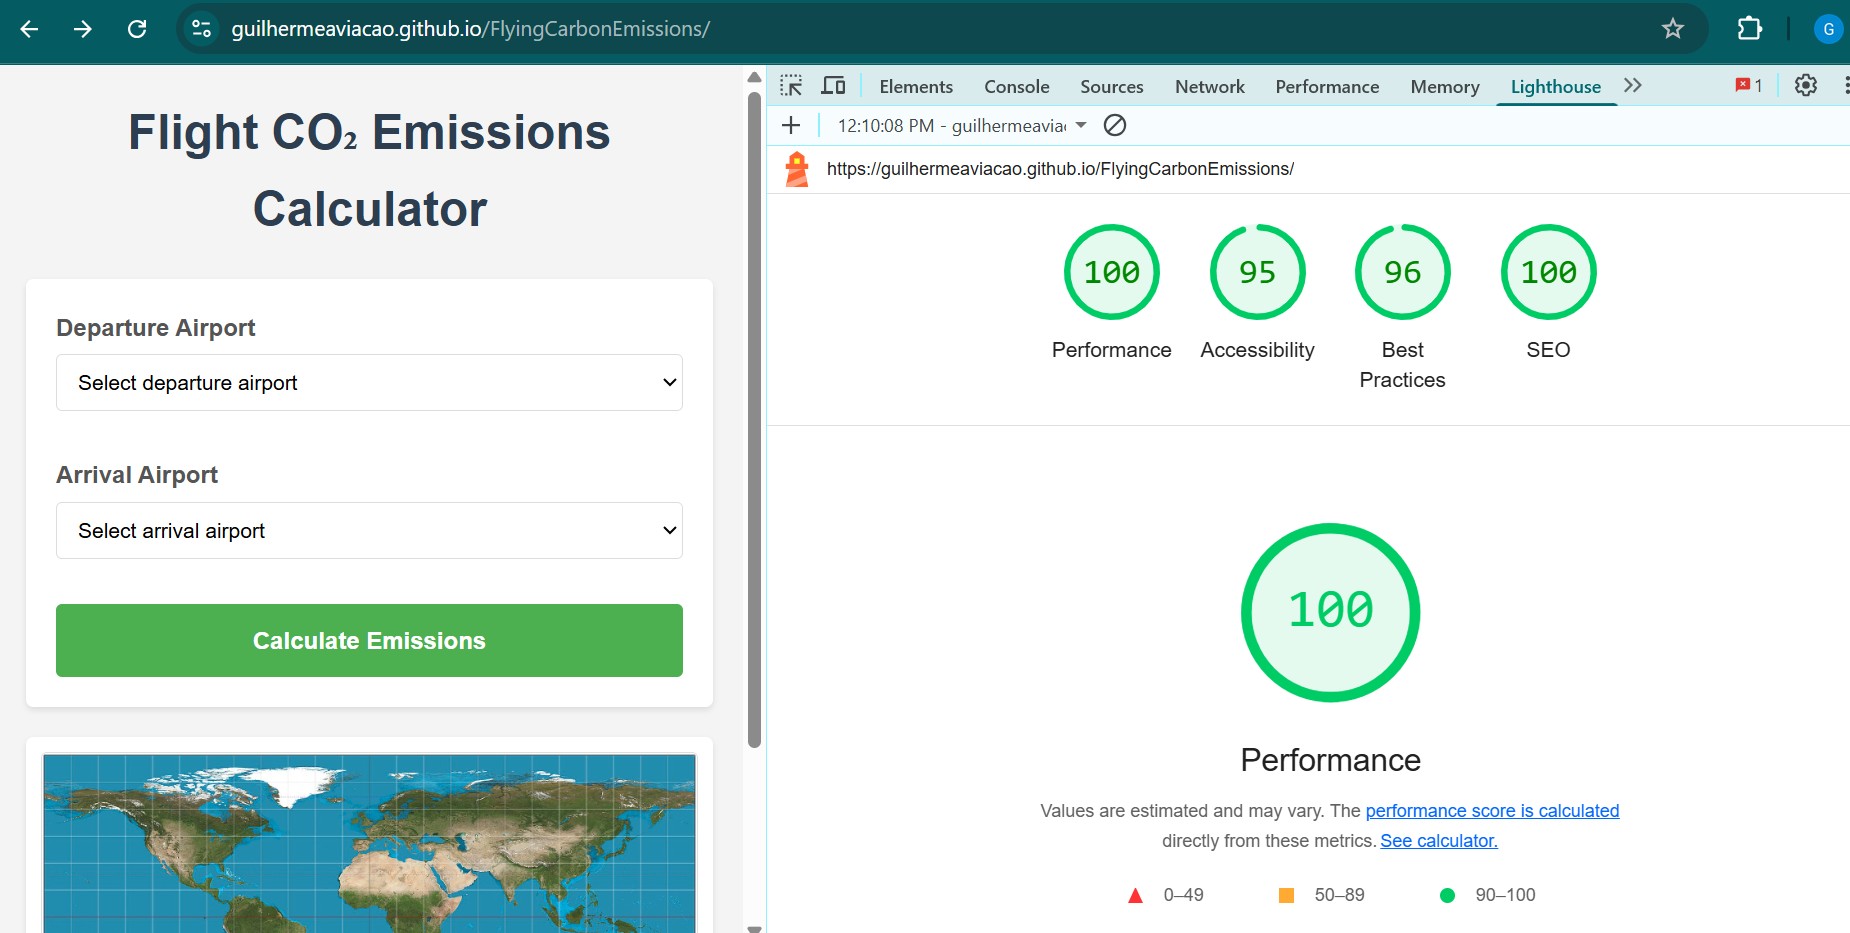 guilhermeaviacao.github.io/FlyingCarbonEmissions/
G
Flight CO₂ Emissions
Calculator
Departure Airport
Select departure airport
Arrival Airport
Select arrival airport
Calculate Emissions
Elements Console Sources Network Performance Memory Lighthouse
1
12:10:08 PM - guilhermeaviac
https://guilhermeaviacao.github.io/FlyingCarbonEmissions/
100 95 96 100
Performance Accessibility Best Practices SEO
100
Performance
Values are estimated and may vary. The performance score is calculated
directly from these metrics. See calculator.
0–49 50–89 90–100